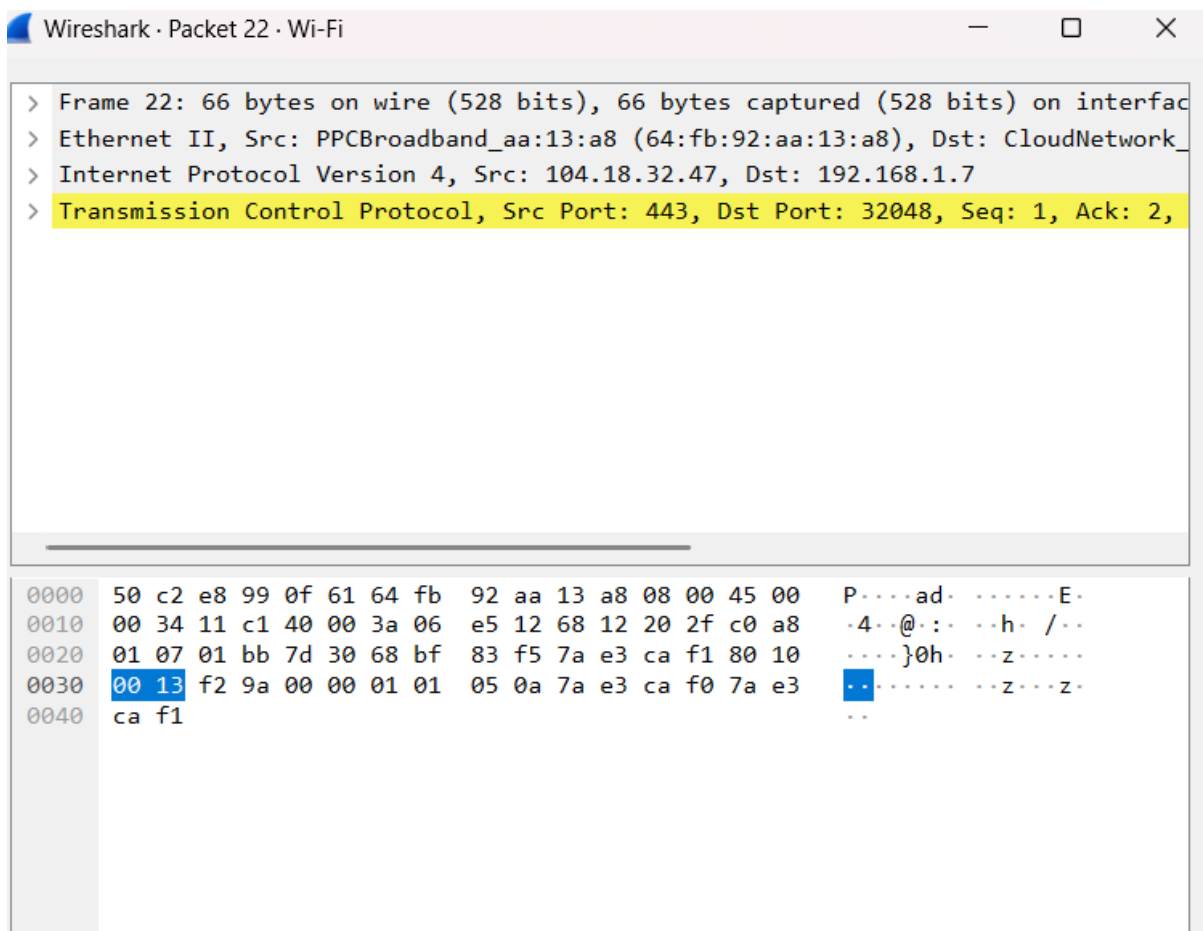 Wireshark · Packet 22 · Wi-Fi
> Frame 22: 66 bytes on wire (528 bits), 66 bytes captured (528 bits) on interfac
> Ethernet II, Src: PPCBroadband_aa:13:a8 (64:fb:92:aa:13:a8), Dst: CloudNetwork_
> Internet Protocol Version 4, Src: 104.18.32.47, Dst: 192.168.1.7
> Transmission Control Protocol, Src Port: 443, Dst Port: 32048, Seq: 1, Ack: 2,
0000 50 c2 e8 99 0f 61 64 fb 92 aa 13 a8 08 00 45 00 P····ad· ······E·
0010 00 34 11 c1 40 00 3a 06 e5 12 68 12 20 2f c0 a8 ·4··@·:· ··h· /··
0020 01 07 01 bb 7d 30 68 bf 83 f5 7a e3 ca f1 80 10 ····}0h· ··z·····
0030 00 13 f2 9a 00 00 01 01 05 0a 7a e3 ca f0 7a e3 ········ ··z···z·
0040 ca f1 ··